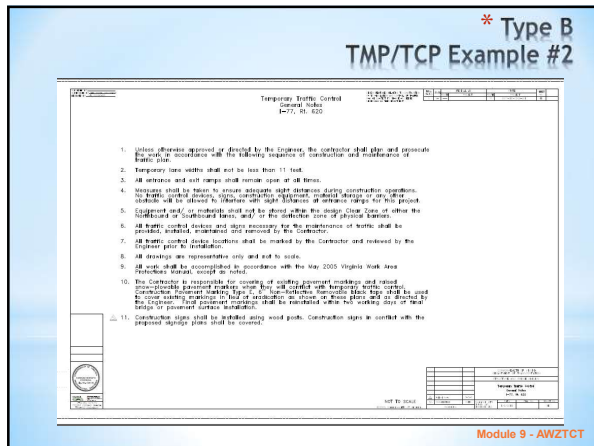 * Type B
TMP/TCP Example #2
Temporary Traffic Control
General Notes
I-77, Rt. 620
1. Unless otherwise approved or directed by the Engineer, the contractor shall plan and prosecute
the work in accordance with the following sequence of construction and maintenance of
traffic plan.
2. Temporary lane widths shall not be less than 11 feet.
3. All entrance and exit ramps shall remain open at all times.
4. Measures shall be taken to ensure adequate sight distances during construction operations.
No traffic control devices, signs, construction equipment, material storage or any other
obstacle will be allowed to interfere with sight distances at entrance ramps for this project.
5. Equipment and/ or materials shall not be stored within the design Clear Zone of either the
Northbound or Southbound lanes, and/ or the deflection zone of physical barriers.
6. All traffic control devices and signs necessary for the maintenance of traffic shall be
provided, installed, maintained and removed by the Contractor.
7. All traffic control device locations shall be marked by the Contractor and reviewed by the
Engineer prior to installation.
8. All drawings are representative only and not to scale.
9. All work shall be accomplished in accordance with the May 2005 Virginia Work Area
Protections Manual, except as noted.
10. The Contractor is responsible for covering of existing pavement markings and raised
snow-plowable pavement markers when they will conflict with temporary traffic control.
Construction Pavement Marking Type E, 6" Non-Reflective Removable black tape shall be used
to cover existing markings in lieu of eradication as shown on these plans and as directed by
the Engineer. Final pavement markings shall be reinstalled within two working days of final
bridge or pavement surface installation.
11. Construction signs shall be installed using wood posts. Construction signs in conflict with the
proposed signage plans shall be covered.
NOT TO SCALE
Temporary Traffic Control
General Notes
I-77, Rt. 620
Module 9 - AWZTCT